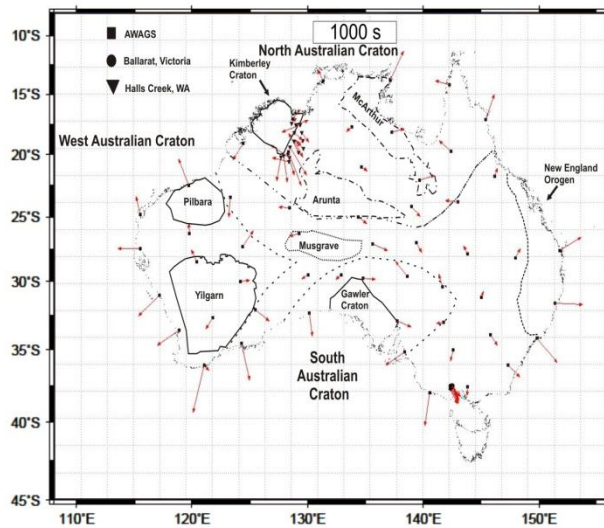 1000 s
AWAGS
Ballarat, Victoria
Halls Creek, WA
North Australian Craton
Kimberley
Craton
McArthur
West Australian Craton
New England
Orogen
Pilbara
Arunta
Musgrave
Yilgarn
Gawler
Craton
South
Australian
Craton
10°S
15°S
20°S
25°S
30°S
35°S
40°S
45°S
110°E
120°E
130°E
140°E
150°E